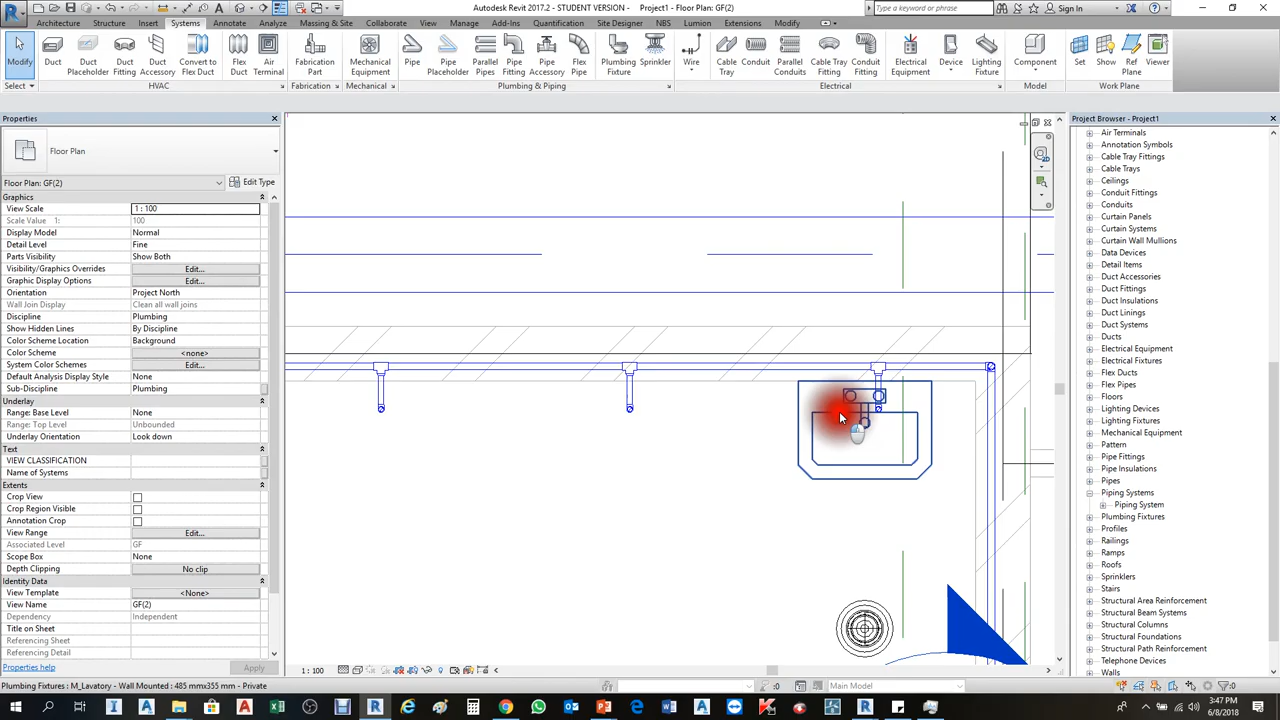 Autodesk Revit 2017.2 - STUDENT VERSION - Project1 - Floor Plan: GF(2)
Type a keyword or phrase
Sign In
Architecture Structure Insert Systems Annotate Analyze Massing & Site Collaborate View Manage Add-Ins Quantification Site Designer NBS Lumion Extensions Modify
Modify
Duct
Duct Placeholder
Duct Fitting
Duct Accessory
Convert to Flex Duct
Flex Duct
Air Terminal
Fabrication Part
Mechanical Equipment
Pipe
Pipe Placeholder
Parallel Pipes
Pipe Fitting
Pipe Accessory
Flex Pipe
Plumbing Fixture
Sprinkler
Wire
Cable Tray
Conduit
Parallel Conduits
Cable Tray Fitting
Conduit Fitting
Electrical Equipment
Device
Lighting Fixture
Component
Set
Show
Ref Plane
Viewer
Select HVAC Fabrication Mechanical Plumbing & Piping Electrical Model Work Plane
Properties
Floor Plan
Floor Plan: GF(2) Edit Type
Graphics
View Scale 1 : 100
Scale Value 1: 100
Display Model Normal
Detail Level Fine
Parts Visibility Show Both
Visibility/Graphics Overrides Edit...
Graphic Display Options Edit...
Orientation Project North
Wall Join Display Clean all wall joins
Discipline Plumbing
Show Hidden Lines By Discipline
Color Scheme Location Background
Color Scheme <none>
System Color Schemes Edit...
Default Analysis Display Style None
Sub-Discipline Plumbing
Underlay
Range: Base Level None
Range: Top Level Unbounded
Underlay Orientation Look down
Text
VIEW CLASSIFICATION
Name of Systems
Extents
Crop View
Crop Region Visible
Annotation Crop
View Range Edit...
Associated Level GF
Scope Box None
Depth Clipping No clip
Identity Data
View Template <None>
View Name GF(2)
Dependency Independent
Title on Sheet
Referencing Sheet
Referencing Detail
Properties help Apply
1 : 100
Project Browser - Project1
Air Terminals
Annotation Symbols
Cable Tray Fittings
Cable Trays
Ceilings
Conduit Fittings
Conduits
Curtain Panels
Curtain Systems
Curtain Wall Mullions
Data Devices
Detail Items
Duct Accessories
Duct Fittings
Duct Insulations
Duct Linings
Duct Systems
Ducts
Electrical Equipment
Electrical Fixtures
Flex Ducts
Flex Pipes
Floors
Lighting Devices
Lighting Fixtures
Mechanical Equipment
Pattern
Pipe Fittings
Pipe Insulations
Pipes
Piping Systems
Piping System
Plumbing Fixtures
Profiles
Railings
Ramps
Roofs
Sprinklers
Stairs
Structural Area Reinforcement
Structural Beam Systems
Structural Columns
Structural Foundations
Structural Path Reinforcement
Telephone Devices
Walls
Plumbing Fixtures : M_Lavatory - Wall Mounted : 485 mmx355 mm - Private
:0
Main Model
:0
3:47 PM
6/8/2018